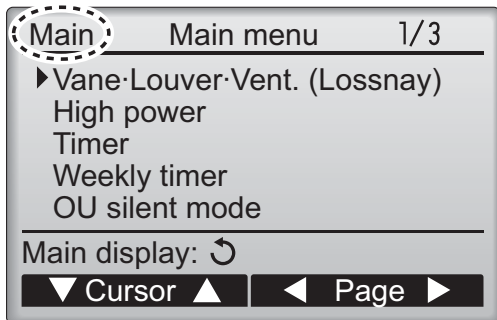 Main Main menu 1/3
Vane·Louver·Vent. (Lossnay)
High power
Timer
Weekly timer
OU silent mode
Main display:
Cursor Page